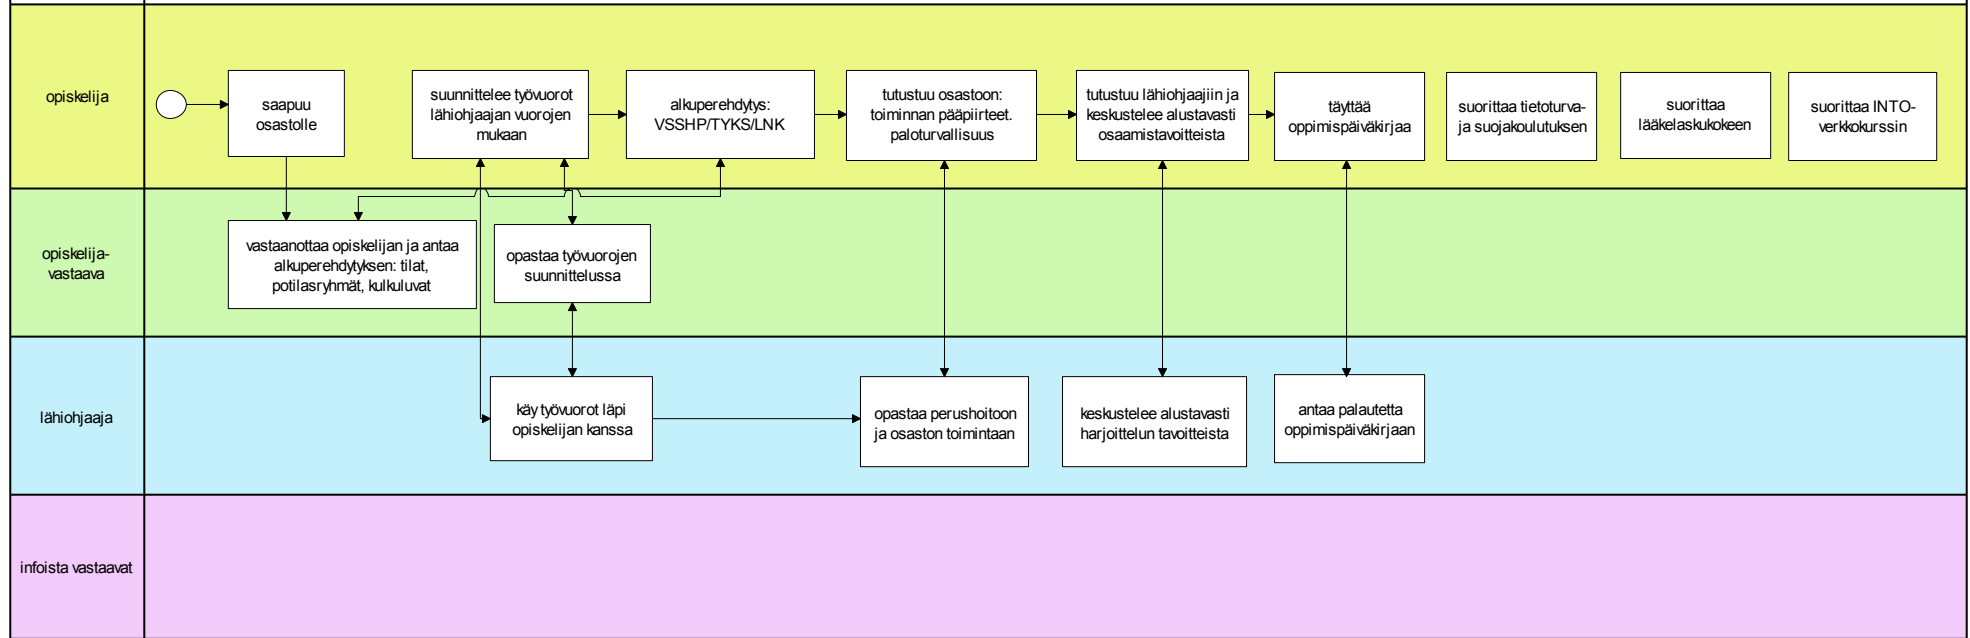 opiskelija
saapuu
osastolle
suunnittelee työvuorot
lähiohjaajan vuorojen
mukaan
alkuperehdytys:
VSSHP/TYKS/LNK
tutustuu osastoon:
toiminnan pääpiirteet.
paloturvallisuus
tutustuu lähiohjaajiin ja
keskustelee alustavasti
osaamistavoitteista
täyttää
oppimispäiväkirjaa
suorittaa tietoturva-
ja suojakoulutuksen
suorittaa
lääkelaskukokeen
suorittaa INTO-
verkkokurssin
opiskelija-
vastaava
vastaanottaa opiskelijan ja antaa
alkuperehdytyksen: tilat,
potilasryhmät, kulkuluvat
opastaa työvuorojen
suunnittelussa
lähiohjaaja
käy työvuorot läpi
opiskelijan kanssa
opastaa perushoitoon
ja osaston toimintaan
keskustelee alustavasti
harjoittelun tavoitteista
antaa palautetta
oppimispäiväkirjaan
infoista vastaavat